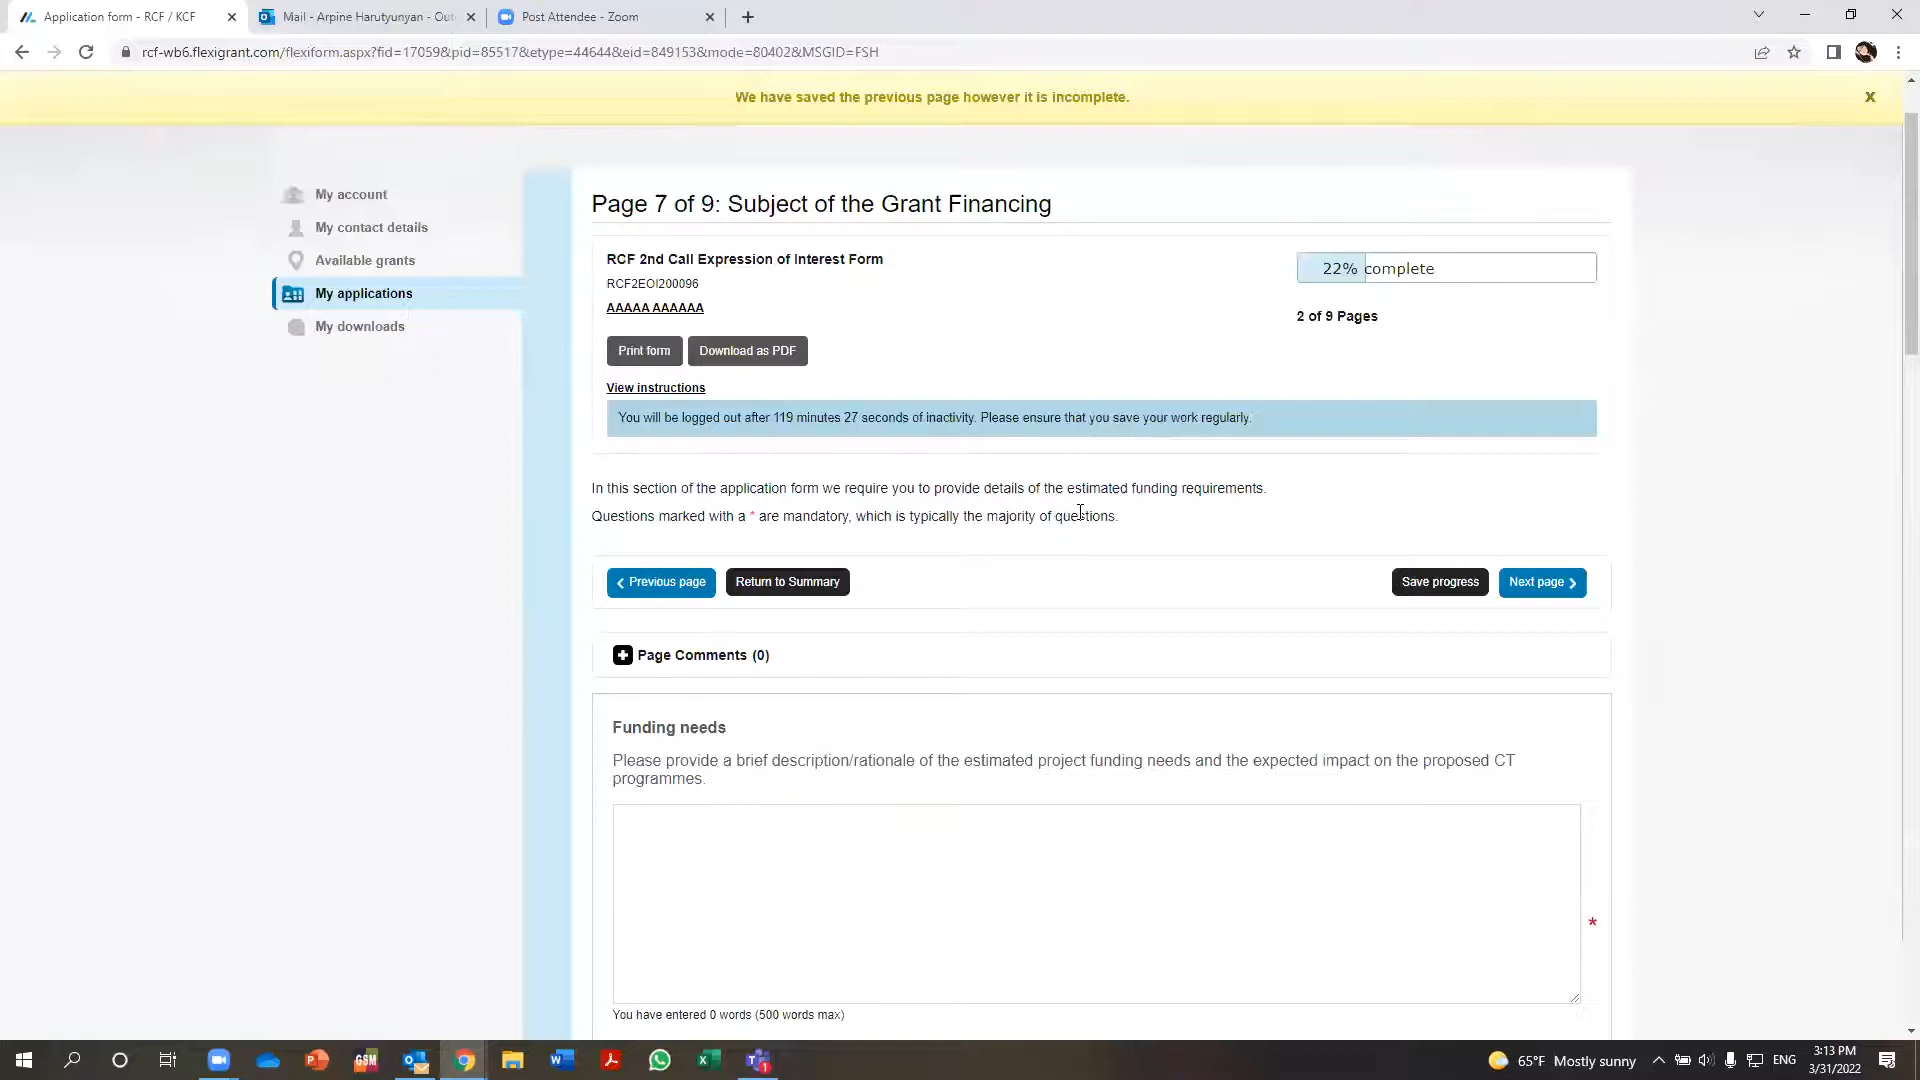 Application form - RCF / KCF
Mail - Arpine Harutyunyan - Out
Post Attendee - Zoom
rcf-wb6.flexigrant.com/flexiform.aspx?fid=17059&pid=85517&etype=44644&eid=849153&mode=80402&MSGID=FSH
We have saved the previous page however it is incomplete.
x
My account
My contact details
Available grants
My applications
My downloads
Page 7 of 9: Subject of the Grant Financing
RCF 2nd Call Expression of Interest Form
RCF2EOI200096
AAAAA AAAAAA
22% complete
2 of 9 Pages
Print form
Download as PDF
View instructions
You will be logged out after 119 minutes 27 seconds of inactivity. Please ensure that you save your work regularly.
In this section of the application form we require you to provide details of the estimated funding requirements.
Questions marked with a * are mandatory, which is typically the majority of questions.
Previous page
Return to Summary
Save progress
Next page
Page Comments (0)
Funding needs
Please provide a brief description/rationale of the estimated project funding needs and the expected impact on the proposed CT
programmes.
*
You have entered 0 words (500 words max)
GSM
65°F Mostly sunny
ENG
3:13 PM
3/31/2022